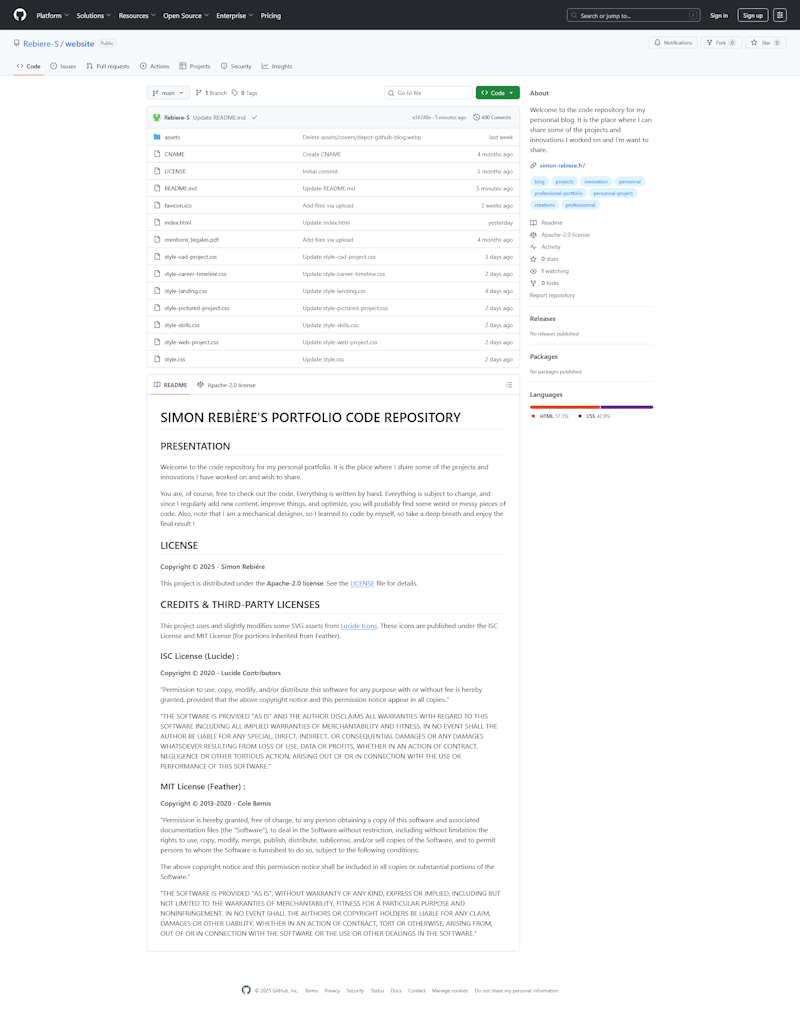 Platform Solutions Resources Open Source Enterprise Pricing Search or jump to... / Sign in Sign up
Rebiere-S / website Public Notifications Fork 0 Star 0
Code Issues Pull requests Actions Projects Security Insights
main 1 Branch 0 Tags Go to file Code
Rebiere-S Update README.md e36748e · 5 minutes ago 400 Commits
assets Delete assets/covers/depot-github-blog.webp last week
CNAME Create CNAME 4 months ago
LICENSE Initial commit 5 months ago
README.md Update README.md 5 minutes ago
favicon.ico Add files via upload 3 weeks ago
index.html Update index.html yesterday
mentions_legales.pdf Add files via upload 4 months ago
style-cad-project.css Update style-cad-project.css 3 days ago
style-career-timeline.css Update style-career-timeline.css 2 days ago
style-landing.css Update style-landing.css 4 days ago
style-pictured-project.css Update style-pictured-project.css 2 days ago
style-skills.css Update style-skills.css 2 days ago
style-web-project.css Update style-web-project.css 2 days ago
style.css Update style.css 2 days ago
README Apache-2.0 license
SIMON REBIÈRE'S PORTFOLIO CODE REPOSITORY
PRESENTATION
Welcome to the code repository for my personal portfolio. It is the place where I share some of the projects and
innovations I have worked on and wish to share.
You are, of course, free to check out the code. Everything is written by hand. Everything is subject to change, and
since I regularly add new content, improve things, and optimize, you will probably find some weird or messy pieces of
code. Also, note that I am a mechanical designer, so I learned to code by myself, so take a deep breath and enjoy the
final result !
LICENSE
Copyright © 2025 - Simon Rebière
This project is distributed under the Apache-2.0 license. See the LICENSE file for details.
CREDITS & THIRD-PARTY LICENSES
This project uses and slightly modifies some SVG assets from Lucide Icons. These icons are published under the ISC
License and MIT License (for portions inherited from Feather).
ISC License (Lucide) :
Copyright © 2020 - Lucide Contributors
"Permission to use, copy, modify, and/or distribute this software for any purpose with or without fee is hereby
granted, provided that the above copyright notice and this permission notice appear in all copies."
"THE SOFTWARE IS PROVIDED "AS IS" AND THE AUTHOR DISCLAIMS ALL WARRANTIES WITH REGARD TO THIS
SOFTWARE INCLUDING ALL IMPLIED WARRANTIES OF MERCHANTABILITY AND FITNESS. IN NO EVENT SHALL THE
AUTHOR BE LIABLE FOR ANY SPECIAL, DIRECT, INDIRECT, OR CONSEQUENTIAL DAMAGES OR ANY DAMAGES
WHATSOEVER RESULTING FROM LOSS OF USE, DATA OR PROFITS, WHETHER IN AN ACTION OF CONTRACT,
NEGLIGENCE OR OTHER TORTIOUS ACTION, ARISING OUT OF OR IN CONNECTION WITH THE USE OR
PERFORMANCE OF THIS SOFTWARE."
MIT License (Feather) :
Copyright © 2013-2020 - Cole Bemis
"Permission is hereby granted, free of charge, to any person obtaining a copy of this software and associated
documentation files (the "Software"), to deal in the Software without restriction, including without limitation the
rights to use, copy, modify, merge, publish, distribute, sublicense, and/or sell copies of the Software, and to permit
persons to whom the Software is furnished to do so, subject to the following conditions:
The above copyright notice and this permission notice shall be included in all copies or substantial portions of the
Software."
"THE SOFTWARE IS PROVIDED "AS IS", WITHOUT WARRANTY OF ANY KIND, EXPRESS OR IMPLIED, INCLUDING BUT
NOT LIMITED TO THE WARRANTIES OF MERCHANTABILITY, FITNESS FOR A PARTICULAR PURPOSE AND
NONINFRINGEMENT. IN NO EVENT SHALL THE AUTHORS OR COPYRIGHT HOLDERS BE LIABLE FOR ANY CLAIM,
DAMAGES OR OTHER LIABILITY, WHETHER IN AN ACTION OF CONTRACT, TORT OR OTHERWISE, ARISING FROM,
OUT OF OR IN CONNECTION WITH THE SOFTWARE OR THE USE OR OTHER DEALINGS IN THE SOFTWARE."
About
Welcome to the code repository for my
personnal blog. It is the place where I can
share some of the projects and
innovations I worked on and I'm want to
share.
simon-rebiere.fr/
blog projects innovation personnal
professional-portfolio personnal-project
creations professionnal
Readme
Apache-2.0 license
Activity
0 stars
1 watching
0 forks
Report repository
Releases
No releases published
Packages
No packages published
Languages
HTML 57.1% CSS 42.9%
© 2025 GitHub, Inc. Terms Privacy Security Status Docs Contact Manage cookies Do not share my personal information